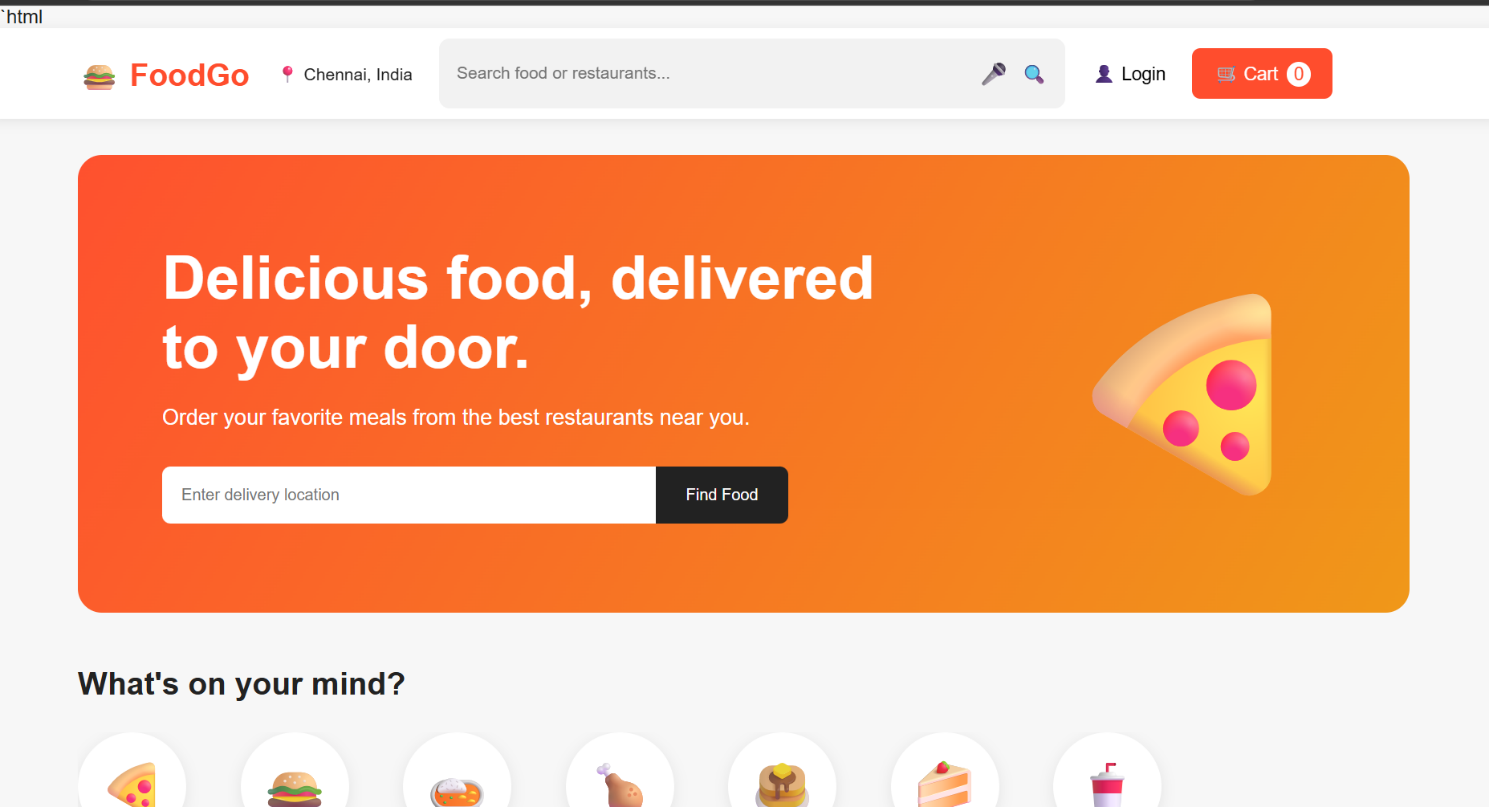 `html
FoodGo
Chennai, India
Search food or restaurants...
Login
Cart 0
Delicious food, delivered
to your door.
Order your favorite meals from the best restaurants near you.
Enter delivery location
Find Food
What's on your mind?